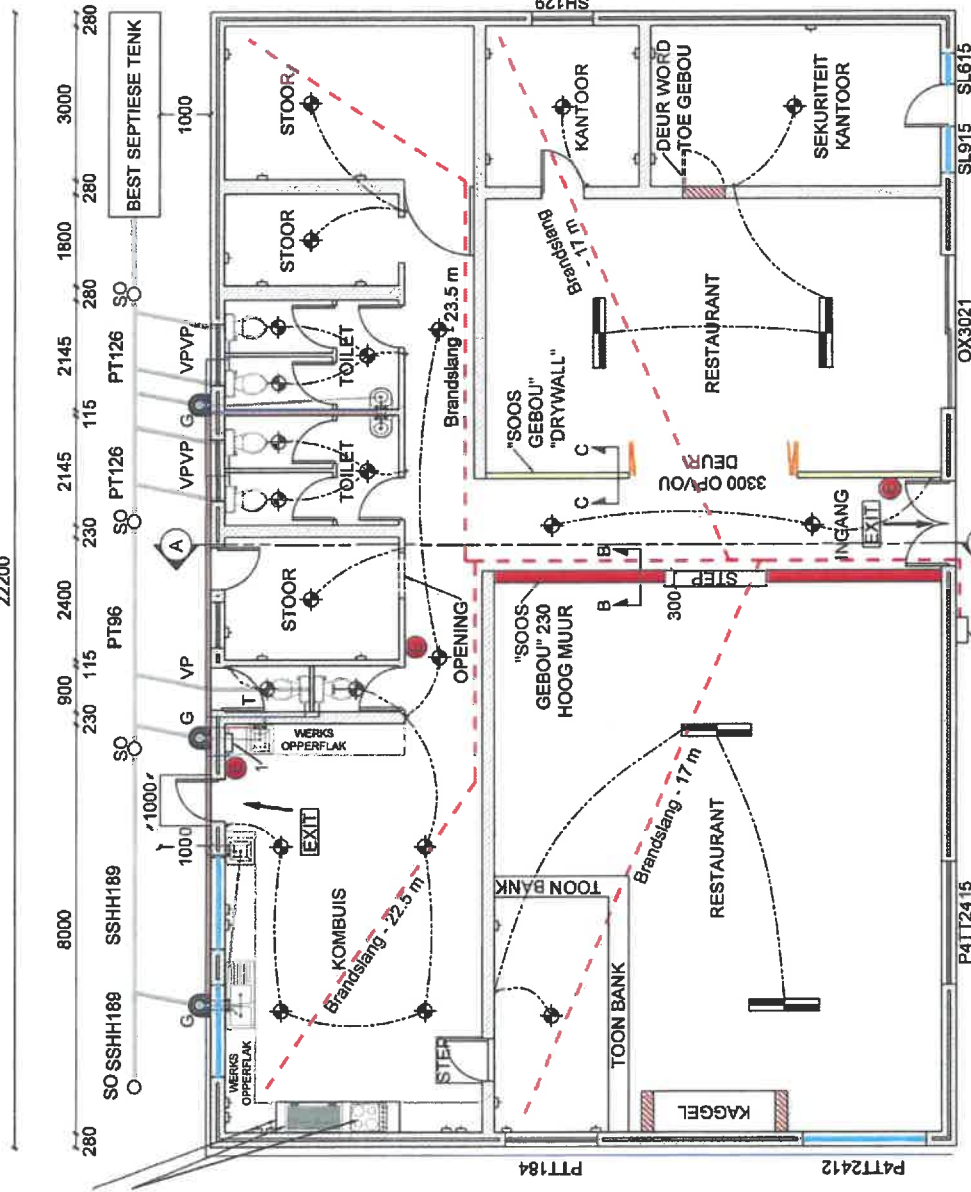 22200
280
3000
280
1800
280
2145
115
2145
230
2400
115
900
230
8000
280
BEST SEPTIESE TENK
1000
SO
PT126
VPVP
G
PT126
VPVP
SO
PT96
VP
G
SO
SSHH189
SSHH189
SO
G
1000
1000
SH129
STOOR
STOOR
TOILET
TOILET
STOOR
T
A
OPENING
WERKS
OPPERFLAK
1
EXIT
KOMBUIS
WERKS
OPPERFLAK
STEP
Brandslang - 23.5 m
Brandslang - 22.5 m
KANTOOR
DEUR WORD
TOE GEBOU
SEKURITEIT
KANTOOR
Brandslang
- 17 m
RESTAURANT
"SOOS
GEBOU"
"DRYWALL"
C
C
3300 OPVOU
DEUR
INGANG
EXIT
B
B
STEP
300
"SOOS
GEBOU" 230
HOOG MUUR
Brandslang - 17 m
RESTAURANT
TOON BANK
TOON BANK
KAGGEL
SL615
SL915
OX3021
P4TT2415
PTT184
P4TT2412